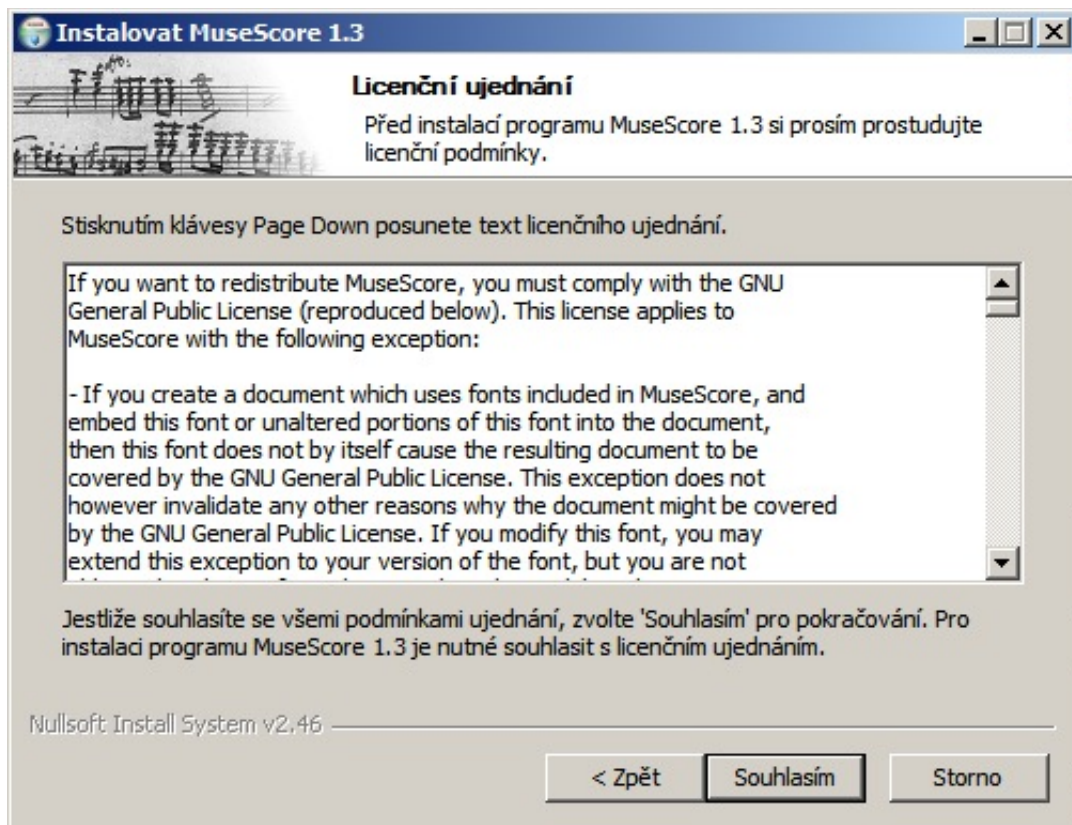 Instalovat MuseScore 1.3
Licenční ujednání
Před instalací programu MuseScore 1.3 si prosím prostudujte
licenční podmínky.
Stisknutím klávesy Page Down posunete text licenčního ujednání.
If you want to redistribute MuseScore, you must comply with the GNU
General Public License (reproduced below). This license applies to
MuseScore with the following exception:
- If you create a document which uses fonts included in MuseScore, and
embed this font or unaltered portions of this font into the document,
then this font does not by itself cause the resulting document to be
covered by the GNU General Public License. This exception does not
however invalidate any other reasons why the document might be covered
by the GNU General Public License. If you modify this font, you may
extend this exception to your version of the font, but you are not
Jestliže souhlasíte se všemi podmínkami ujednání, zvolte 'Souhlasím' pro pokračování. Pro
instalaci programu MuseScore 1.3 je nutné souhlasit s licenčním ujednáním.
Nullsoft Install System v2.46
< Zpět
Souhlasím
Storno